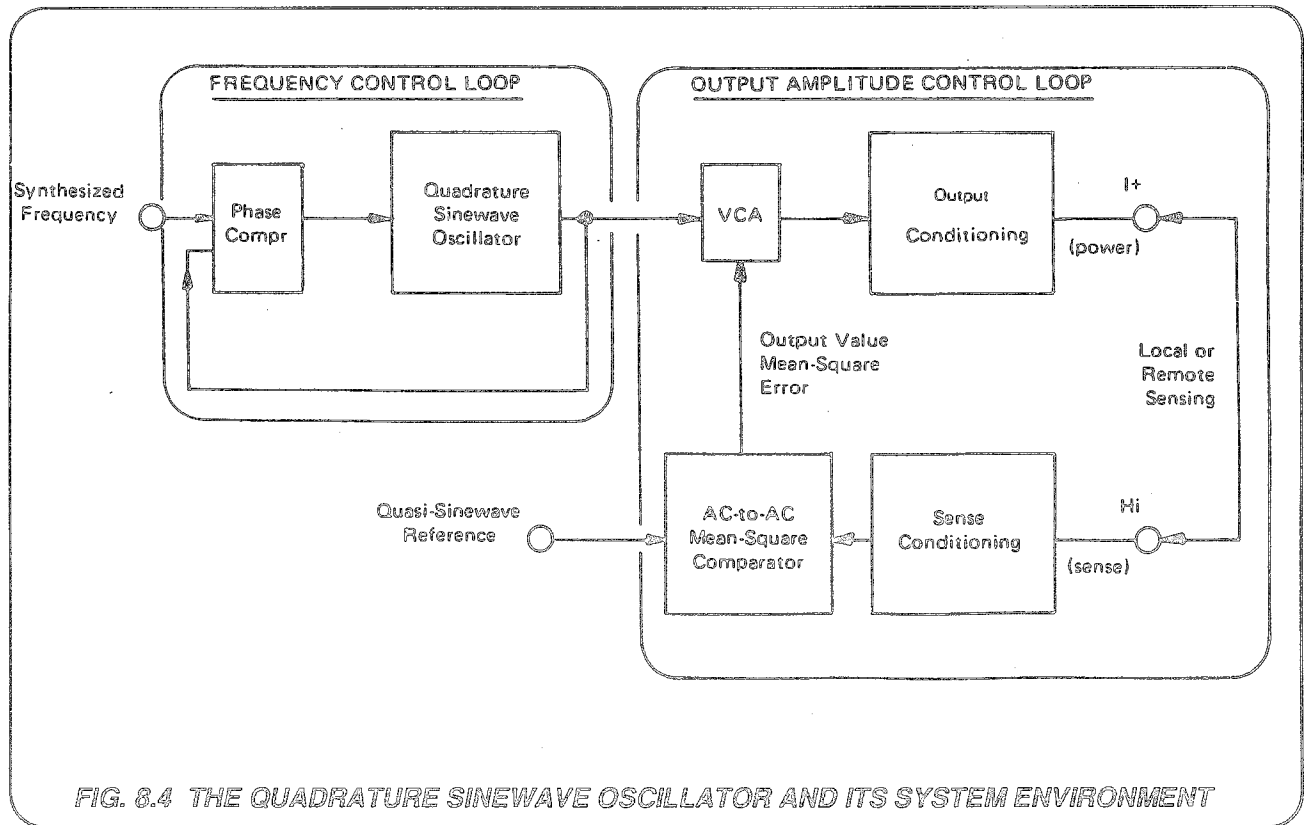 FREQUENCY CONTROL LOOP
OUTPUT AMPLITUDE CONTROL LOOP
Synthesized
Frequency
Phase
Compr
Quadrature
Sinewave
Oscillator
VCA
Output
Conditioning
I+
(power)
Output Value
Mean-Square
Error
Local or
Remote
Sensing
Quasi-Sinewave
Reference
AC-to-AC
Mean-Square
Comparator
Sense
Conditioning
Hi
(sense)
FIG. 8.4 THE QUADRATURE SINEWAVE OSCILLATOR AND ITS SYSTEM ENVIRONMENT